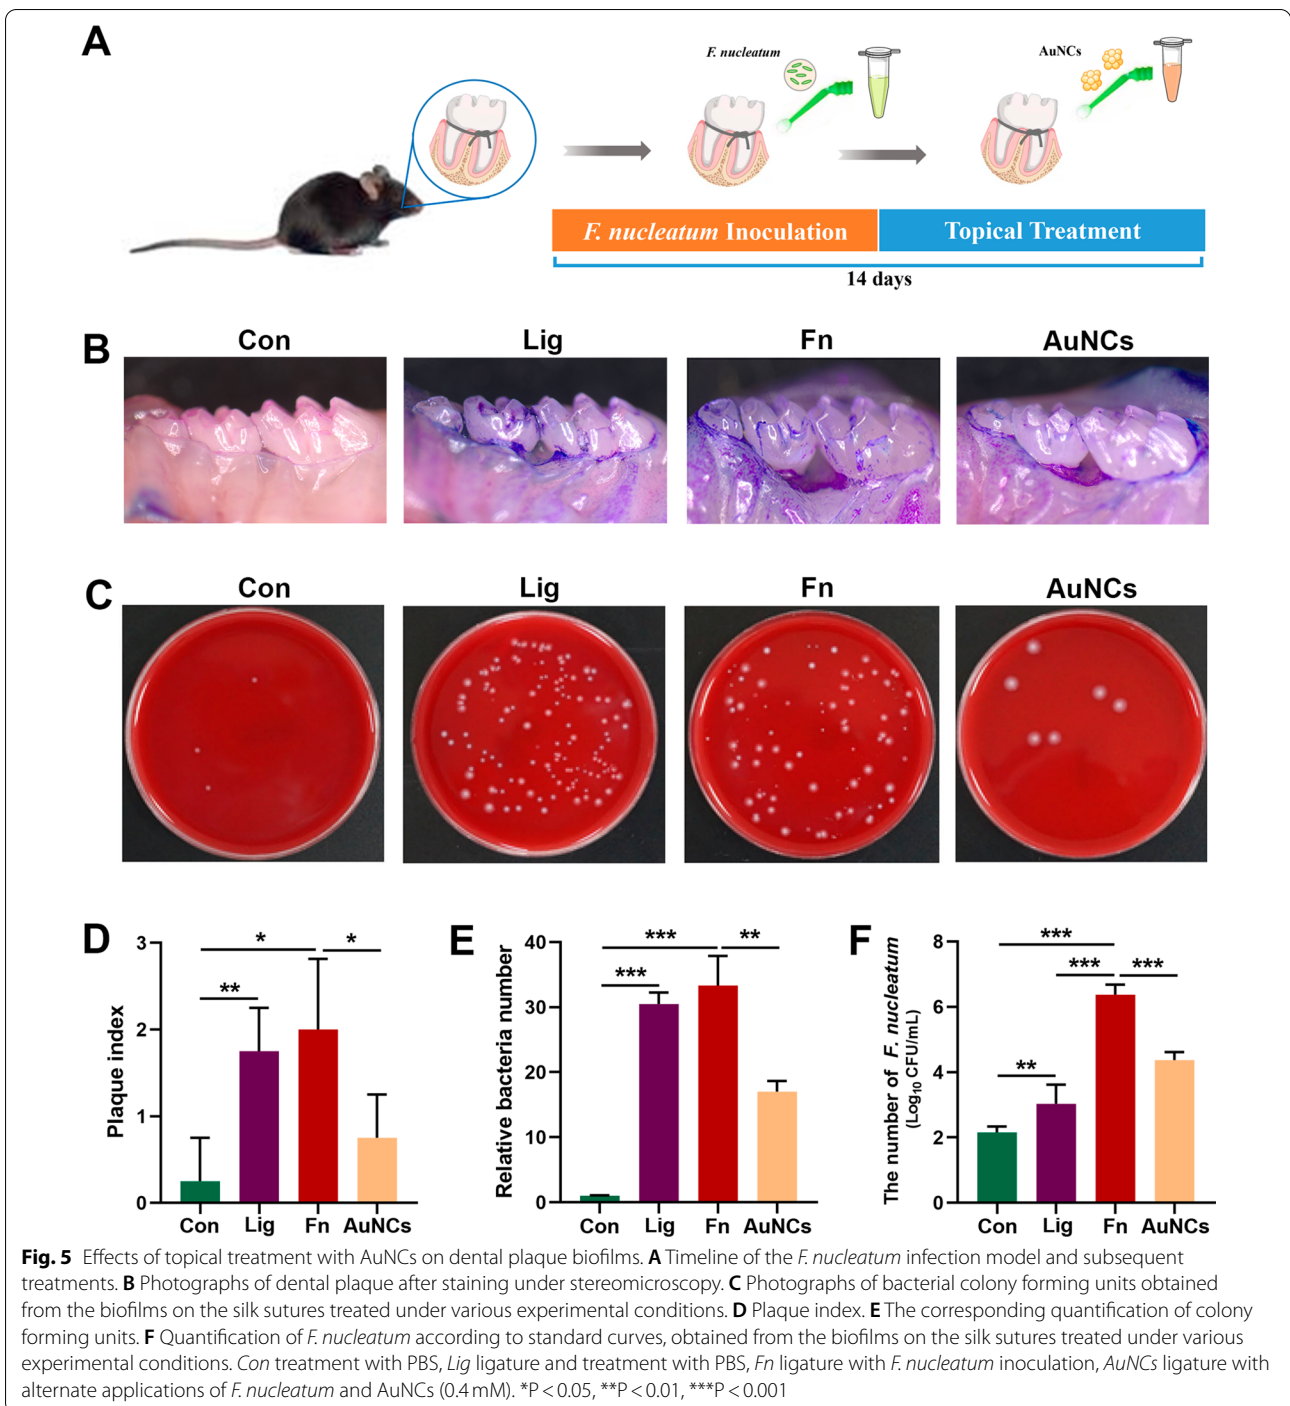 A
F. nucleatum
AuNCs
F. nucleatum Inoculation
Topical Treatment
14 days
B
Con
Lig
Fn
AuNCs
C
Con
Lig
Fn
AuNCs
D
Plaque index
3
2
1
0
*
*
**
Con
Lig
Fn
AuNCs
E
Relative bacteria number
40
30
20
10
0
***
**
***
Con
Lig
Fn
AuNCs
F
The number of F. nucleatum
(Log10 CFU/mL)
8
6
4
2
0
***
***
***
**
Con
Lig
Fn
AuNCs
Fig. 5 Effects of topical treatment with AuNCs on dental plaque biofilms. A Timeline of the F. nucleatum infection model and subsequent
treatments. B Photographs of dental plaque after staining under stereomicroscopy. C Photographs of bacterial colony forming units obtained
from the biofilms on the silk sutures treated under various experimental conditions. D Plaque index. E The corresponding quantification of colony
forming units. F Quantification of F. nucleatum according to standard curves, obtained from the biofilms on the silk sutures treated under various
experimental conditions. Con treatment with PBS, Lig ligature and treatment with PBS, Fn ligature with F. nucleatum inoculation, AuNCs ligature with
alternate applications of F. nucleatum and AuNCs (0.4 mM). *P < 0.05, **P < 0.01, ***P < 0.001